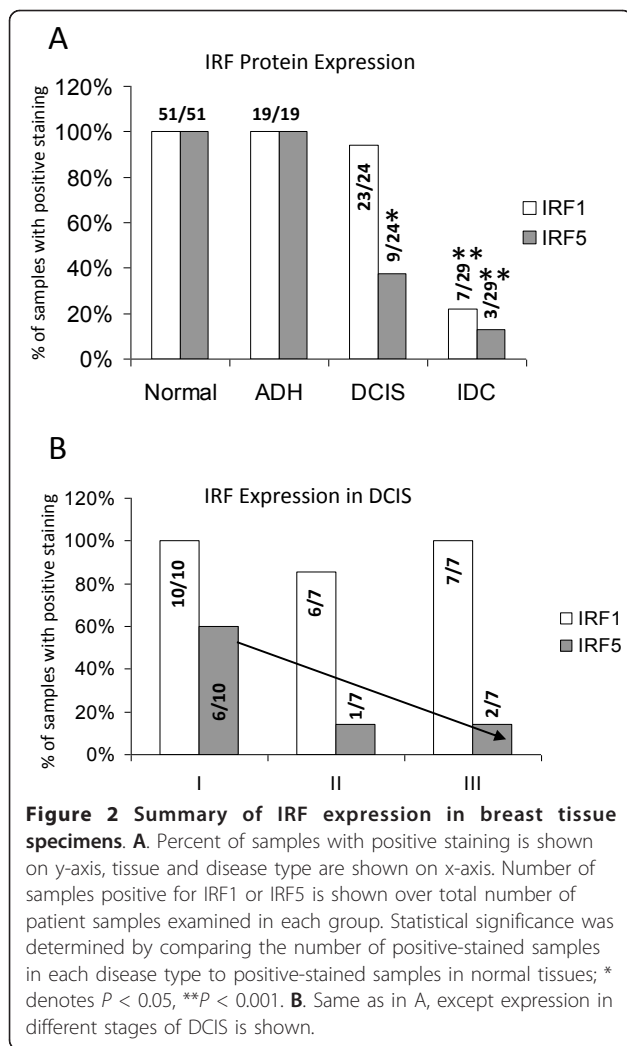 A
IRF Protein Expression
% of samples with positive staining
120%
100%
80%
60%
40%
20%
0%
51/51
19/19
23/24
9/24*
7/29**
3/29**
Normal
ADH
DCIS
IDC
IRF1
IRF5
B
IRF Expression in DCIS
% of samples with positive staining
120%
100%
80%
60%
40%
20%
0%
10/10
6/10
6/7
1/7
7/7
2/7
I
II
III
IRF1
IRF5
Figure 2 Summary of IRF expression in breast tissue
specimens. A. Percent of samples with positive staining is shown
on y-axis, tissue and disease type are shown on x-axis. Number of
samples positive for IRF1 or IRF5 is shown over total number of
patient samples examined in each group. Statistical significance was
determined by comparing the number of positive-stained samples
in each disease type to positive-stained samples in normal tissues; *
denotes P < 0.05, **P < 0.001. B. Same as in A, except expression in
different stages of DCIS is shown.